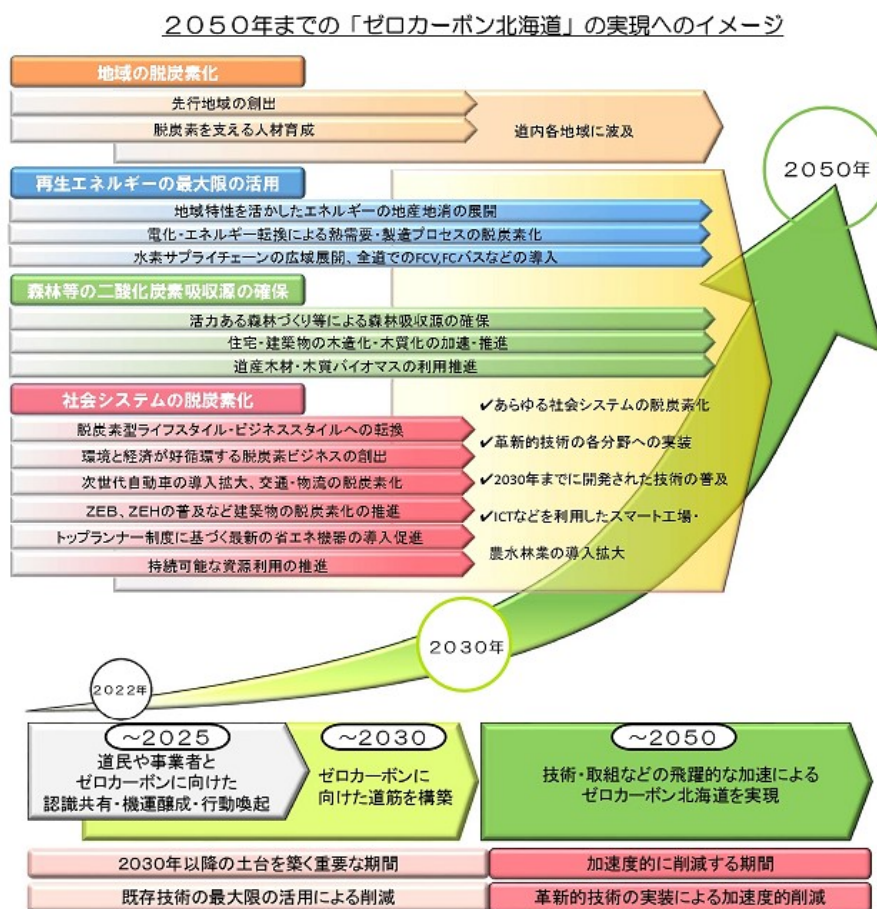 2050年までの「ゼロカーボン北海道」の実現へのイメージ
地域の脱炭素化
先行地域の創出
脱炭素を支える人材育成
道内各地域に波及
2050年
再生エネルギーの最大限の活用
地域特性を活かしたエネルギーの地産地消の展開
電化・エネルギー転換による熱需要・製造プロセスの脱炭素化
水素サプライチェーンの広域展開、全道でのFCV,FCバスなどの導入
森林等の二酸化炭素吸収源の確保
活力ある森林づくり等による森林吸収源の確保
住宅・建築物の木造化・木質化の加速・推進
道産木材・木質バイオマスの利用推進
社会システムの脱炭素化
脱炭素型ライフスタイル・ビジネススタイルへの転換
環境と経済が好循環する脱炭素ビジネスの創出
次世代自動車の導入拡大、交通・物流の脱炭素化
ZEB、ZEHの普及など建築物の脱炭素化の推進
トップランナー制度に基づく最新の省エネ機器の導入促進
持続可能な資源利用の推進
✓あらゆる社会システムの脱炭素化
✓革新的技術の各分野への実装
✓2030年までに開発された技術の普及
✓ICTなどを利用したスマート工場・
農水林業の導入拡大
2030年
2022年
~2025
道民や事業者と
ゼロカーボンに向けた
認識共有・機運醸成・行動喚起
~2030
ゼロカーボンに
向けた道筋を構築
~2050
技術・取組などの飛躍的な加速による
ゼロカーボン北海道を実現
2030年以降の土台を築く重要な期間
加速度的に削減する期間
既存技術の最大限の活用による削減
革新的技術の実装による加速度的削減